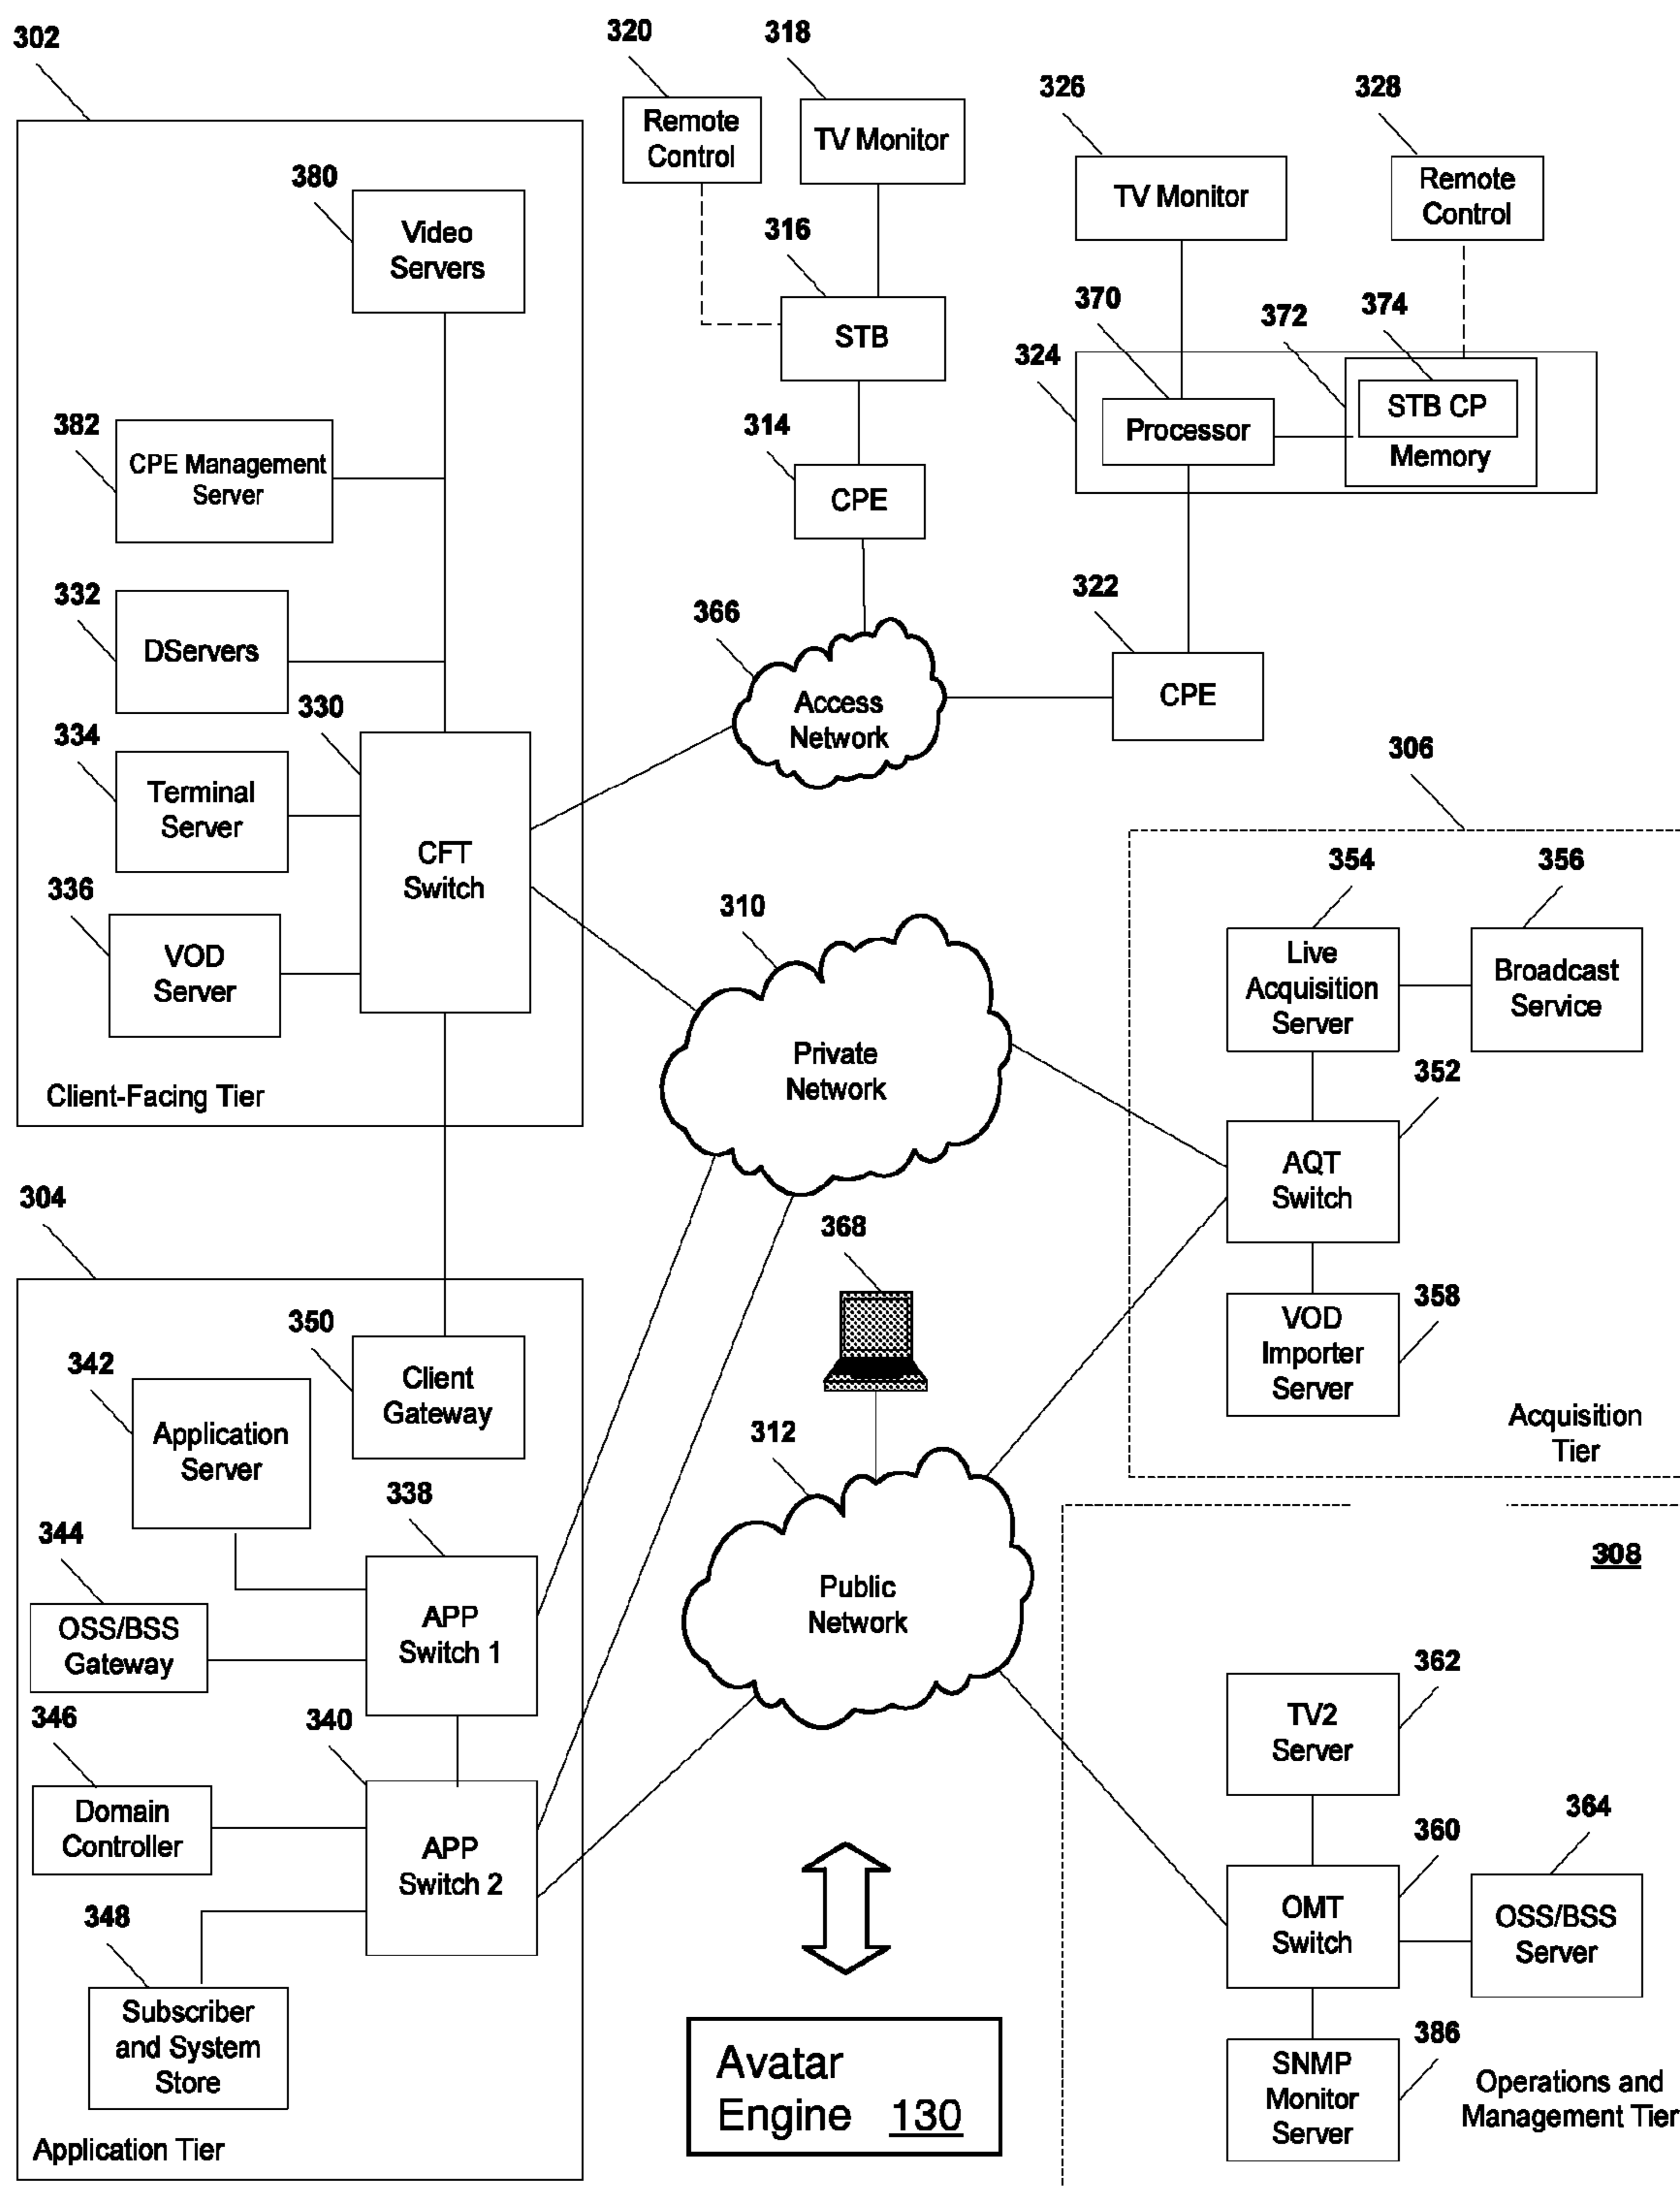 302
320
318
326
328
Remote
Control
TV Monitor
TV Monitor
Remote
Control
380
Video
Servers
316
STB
370
372
374
324
STB CP
Processor
Memory
382
CPE Management
Server
314
CPE
332
DServers
366
Access
Network
322
CPE
330
334
Terminal
Server
CFT
Switch
336
VOD
Server
Client-Facing Tier
310
Private
Network
306
354
356
Live
Acquisition
Server
Broadcast
Service
352
AQT
Switch
358
VOD
Importer
Server
Acquisition
Tier
304
350
342
Client
Gateway
Application
Server
368
312
Public
Network
338
344
OSS/BSS
Gateway
APP
Switch 1
346
340
Domain
Controller
APP
Switch 2
348
Subscriber
and System
Store
Application Tier
308
362
TV2
Server
360
364
OMT
Switch
OSS/BSS
Server
386
SNMP
Monitor
Server
Operations and
Management Tier
Avatar
Engine 130